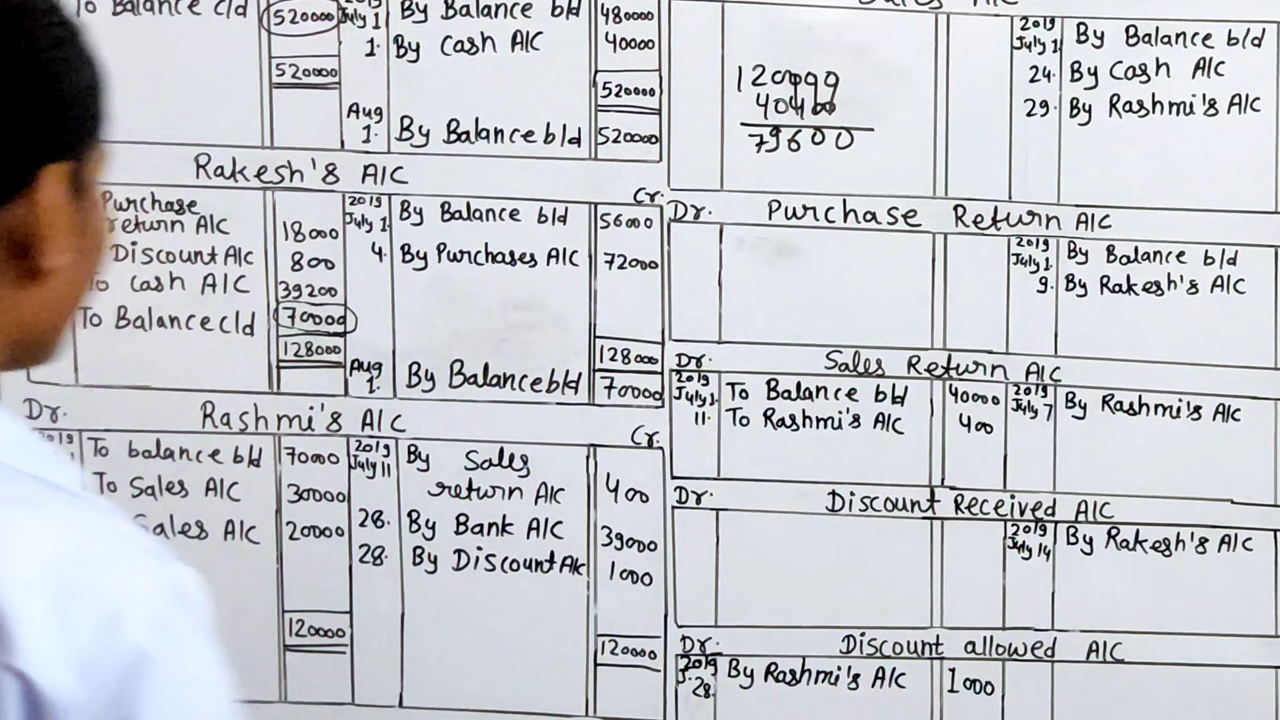 To Balance c/d 520000 2019 July 1 By Balance b/d 480000
1. By Cash A/C 40000
520000 520000
Aug 1. By Balance b/d 520000
2019 July 1 By Balance b/d
24. By Cash A/C
29. By Rashmi's A/C
79600
Rakesh's A/C
Cr.
Purchase return A/C 18000 2019 July 1 By Balance b/d 56000
Discount A/C 800 4. By Purchases A/C 72000
To Cash A/C 39200
To Balance c/d 70000
128000 128000
Aug 1. By Balance b/d 70000
Dr. Purchase Return A/C
2019 July 1. By Balance b/d
9. By Rakesh's A/C
Dr. Sales Return A/C
2019 July 1. To Balance b/d 40000 2019 July 7 By Rashmi's A/C
11. To Rashmi's A/C 400
Dr. Rashmi's A/C Cr.
To balance b/d 70000 2019 July 11 By Sales
return A/C 400
To Sales A/C 30000
Sales A/C 20000 28. By Bank A/C 39000
28. By Discount A/C 1000
120000 120000
Dr. Discount Received A/C
2019 July 14 By Rakesh's A/C
Dr. Discount allowed A/C
2019 J. 28. By Rashmi's A/C 1000